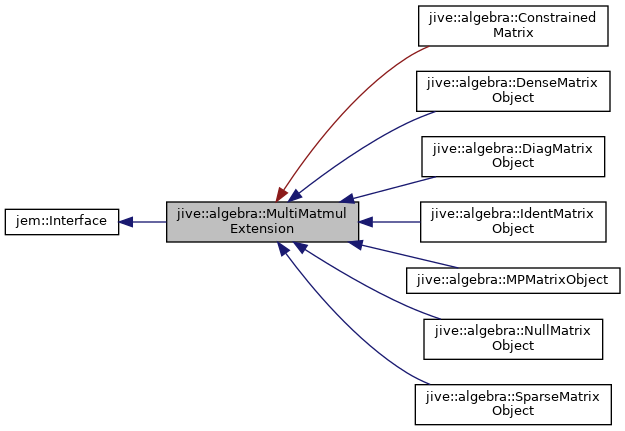 jem::Interface
jive::algebra::MultiMatmul
Extension
jive::algebra::Constrained
Matrix
jive::algebra::DenseMatrix
Object
jive::algebra::DiagMatrix
Object
jive::algebra::IdentMatrix
Object
jive::algebra::MPMatrixObject
jive::algebra::NullMatrix
Object
jive::algebra::SparseMatrix
Object